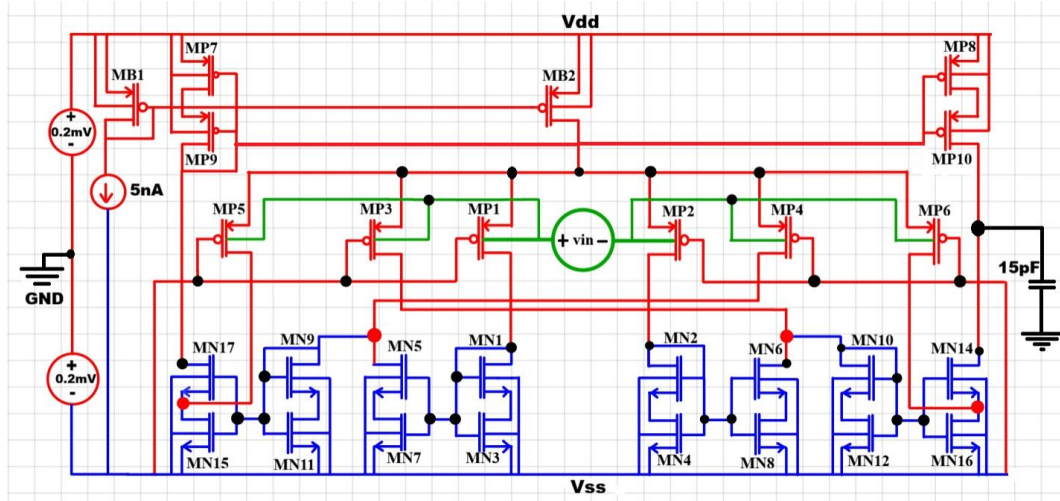 Vdd
MP7
MP8
MB1
MB2
+
0.2mV
-
MP9
MP10
5nA
MP5
MP3
MP1
MP2
MP4
MP6
+ vin -
GND
15pF
MN17
MN9
MN5
MN1
MN2
MN6
MN10
MN14
+
0.2mV
-
MN15
MN11
MN7
MN3
MN4
MN8
MN12
MN16
Vss